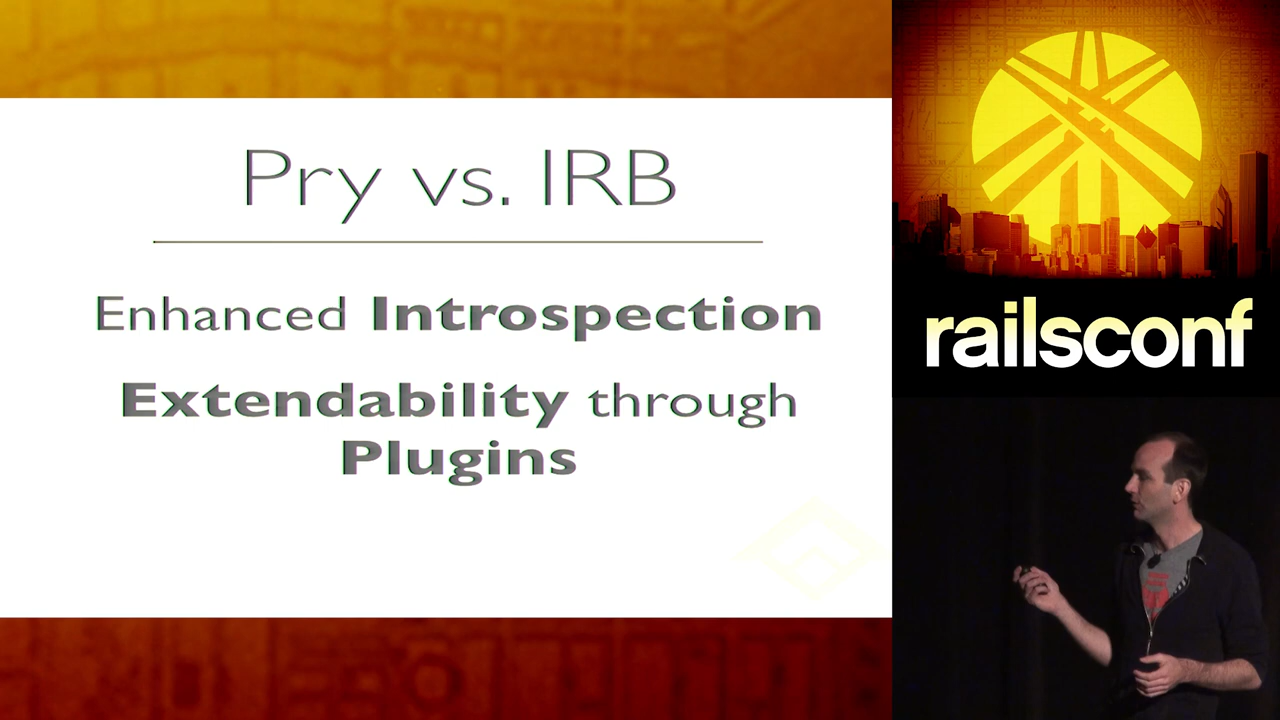 Pry vs. IRB
Enhanced Introspection
Extendability through
Plugins
railsconf